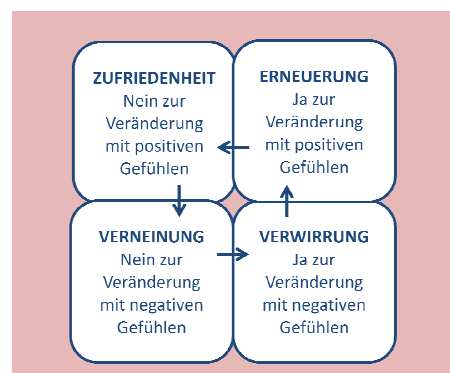 ZUFRIEDENHEIT
Nein zur
Veränderung
mit positiven
Gefühlen
ERNEUERUNG
Ja zur
Veränderung
mit positiven
Gefühlen
VERNEINUNG
Nein zur
Veränderung
mit negativen
Gefühlen
VERWIRRUNG
Ja zur
Veränderung
mit negativen
Gefühlen